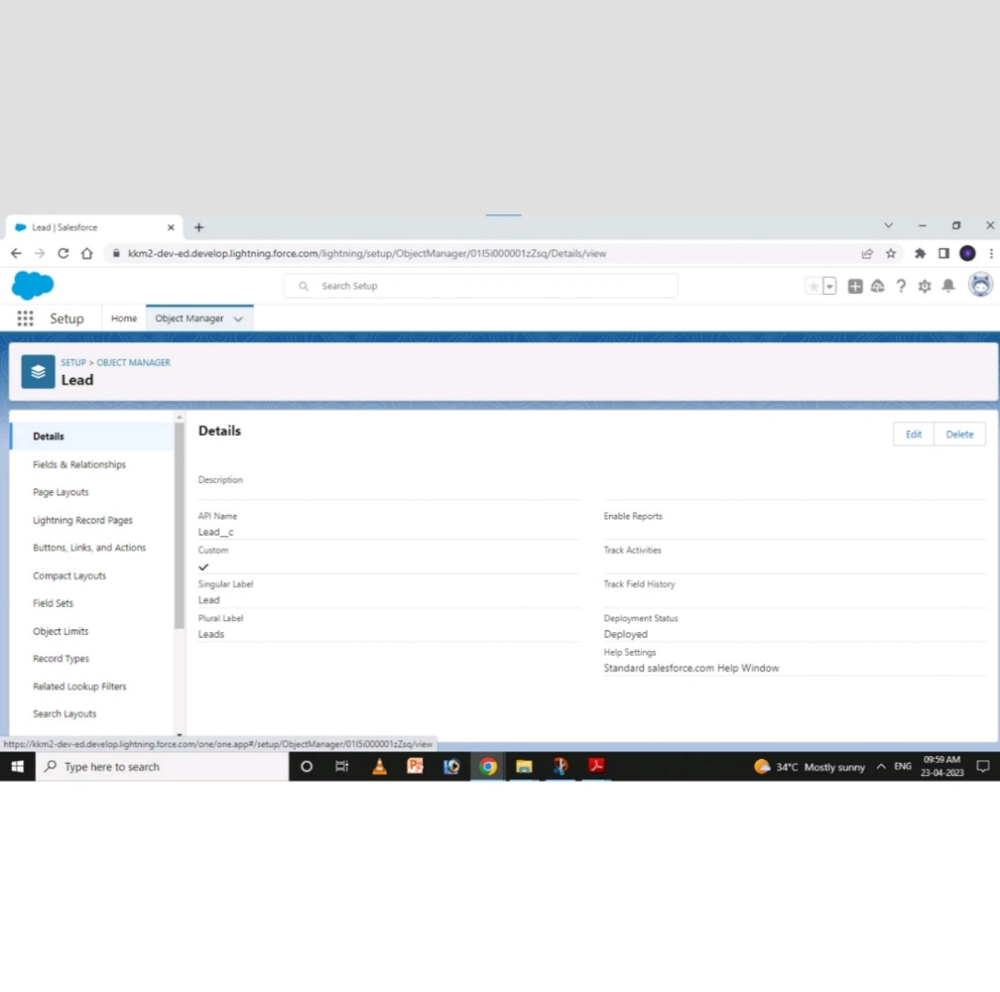 Lead | Salesforce
kkm2-dev-ed.develop.lightning.force.com/lightning/setup/ObjectManager/01I5i000001zZsq/Details/view
Search Setup
Setup
Home
Object Manager
SETUP > OBJECT MANAGER
Lead
Details
Fields & Relationships
Page Layouts
Lightning Record Pages
Buttons, Links, and Actions
Compact Layouts
Field Sets
Object Limits
Record Types
Related Lookup Filters
Search Layouts
Details
Edit
Delete
Description
API Name
Lead__c
Custom
Singular Label
Lead
Plural Label
Leads
Enable Reports
Track Activities
Track Field History
Deployment Status
Deployed
Help Settings
Standard salesforce.com Help Window
https://kkm2-dev-ed.develop.lightning.force.com/one/one.app#/setup/ObjectManager/01I5i000001zZsq/view
Type here to search
34°C Mostly sunny
ENG
09:59 AM
23-04-2023